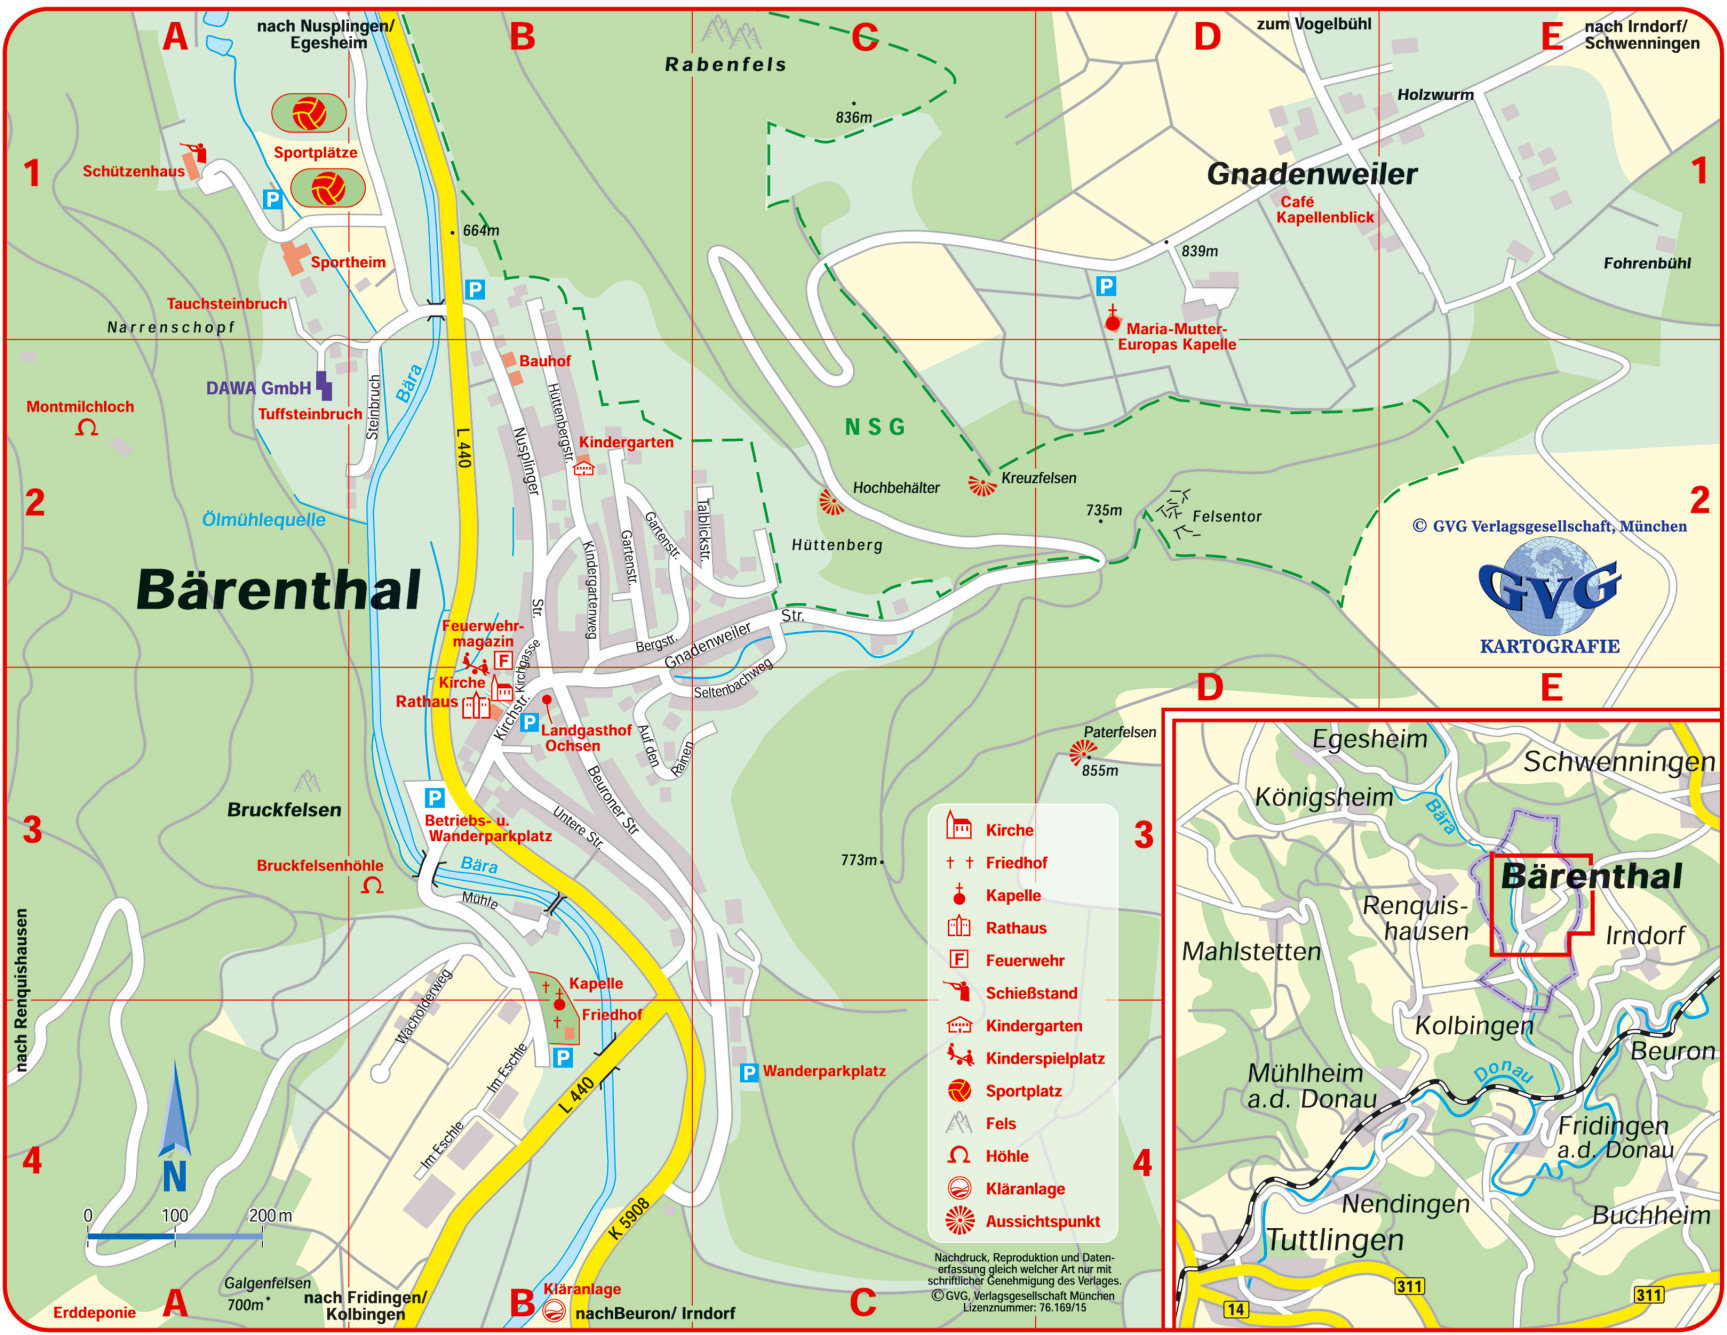 A
nach Nusplingen/
Egesheim
B
C
D
zum Vogelbühl
E
nach Irndorf/
Schwenningen
Rabenfels
836m
Holzwurm
1
Schützenhaus
Sportplätze
P
Gnadenweiler
1
Café
Kapellenblick
664m
839m
Sportheim
Fohrenbühl
P
P
Tauchsteinbruch
Narrenschopf
Maria-Mutter-
Europas Kapelle
Bauhof
DAWA GmbH
Bära
Steinbruch
Tuffsteinbruch
Montmilchloch
L 440
Nusplinger
Hüttenbergstr.
Kindergarten
NSG
Hochbehälter
Kreuzfelsen
2
2
Ölmühlequelle
Gartenstr.
Gartenstr.
Talblickstr.
Hüttenberg
735m
Felsentor
© GVG Verlagsgesellschaft, München
GVG
KARTOGRAFIE
Bärenthal
Kindergartenweg
Str.
Str.
Bergstr.
Gnadenweiler
Feuerwehr-
magazin
F
Kirche
Rathaus
Kirchgasse
Kirchstr.
P
Landgasthof
Ochsen
Seltenbachweg
Auf den
Rainen
Paterfelsen
855m
D
E
Bruckfelsen
3
P
Betriebs- u.
Wanderparkplatz
Beuroner Str
Untere Str.
773m
3
Bruckfelsenhöhle
Bära
Mühle
nach Renquishausen
Kapelle
Friedhof
P
Wacholderweg
Im Eschle
Im Eschle
L 440
P
Wanderparkplatz
4
4
N
0
100
200 m
K 5908
Galgenfelsen
700m
Erddeponie
A
nach Fridingen/
Kolbingen
B
Kläranlage
nachBeuron/ Irndorf
C
Kirche
Friedhof
Kapelle
Rathaus
F
Feuerwehr
Schießstand
Kindergarten
Kinderspielplatz
Sportplatz
Fels
Höhle
Kläranlage
Aussichtspunkt
Nachdruck, Reproduktion und Daten-
erfassung gleich welcher Art nur mit
schriftlicher Genehmigung des Verlages.
© GVG, Verlagsgesellschaft München
Lizenznummer: 76.169/15
Egesheim
Schwenningen
Königsheim
Bära
Bärenthal
Renquis-
hausen
Irndorf
Mahlstetten
Kolbingen
Beuron
Mühlheim
a.d. Donau
Donau
Fridingen
a.d. Donau
Nendingen
Buchheim
Tuttlingen
311
14
311